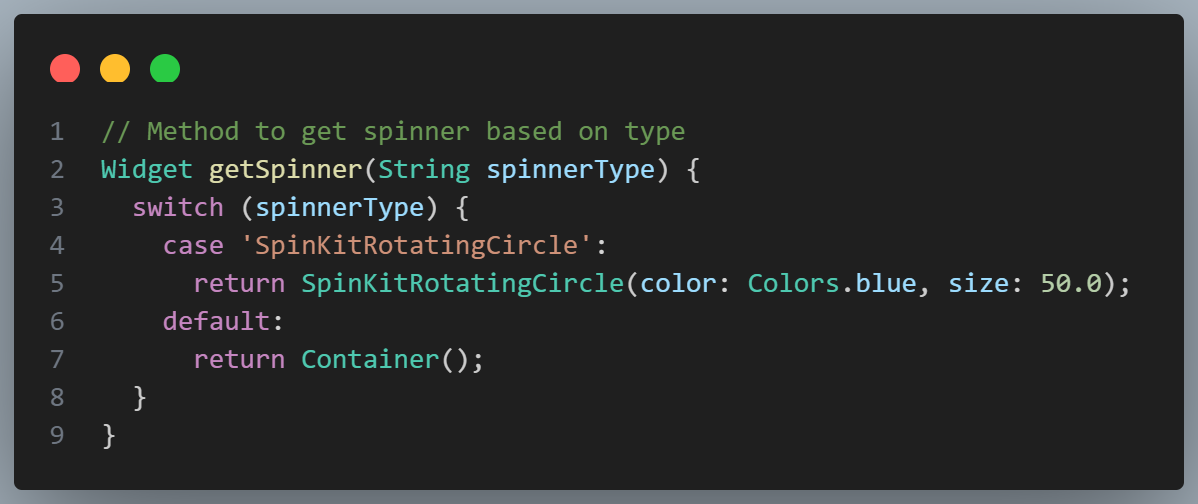 1 // Method to get spinner based on type
2 Widget getSpinner(String spinnerType) {
3   switch (spinnerType) {
4     case 'SpinKitRotatingCircle':
5       return SpinKitRotatingCircle(color: Colors.blue, size: 50.0);
6     default:
7       return Container();
8   }
9 }